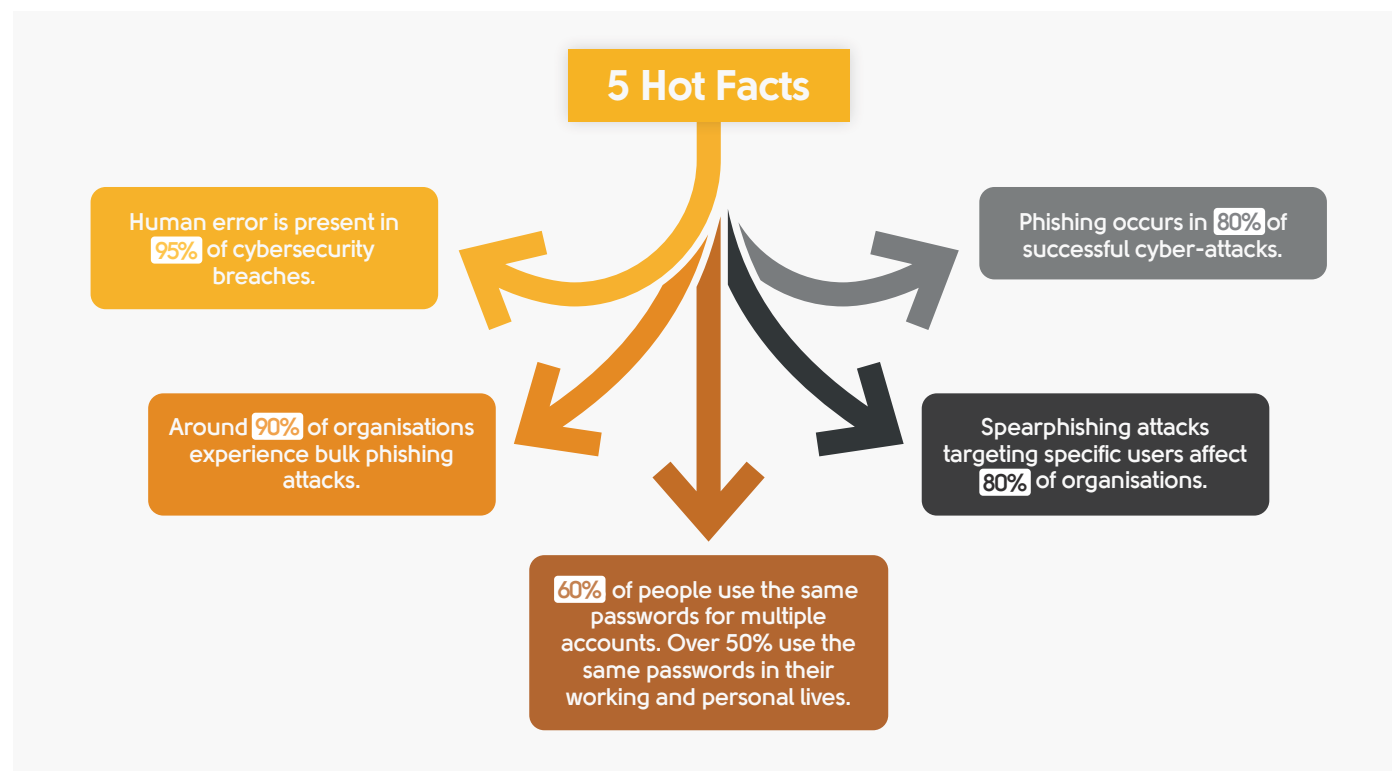 5 Hot Facts
Human error is present in
95% of cybersecurity
breaches.
Phishing occurs in 80% of
successful cyber-attacks.
Around 90% of organisations
experience bulk phishing
attacks.
Spearphishing attacks
targeting specific users affect
80% of organisations.
60% of people use the same
passwords for multiple
accounts. Over 50% use the
same passwords in their
working and personal lives.